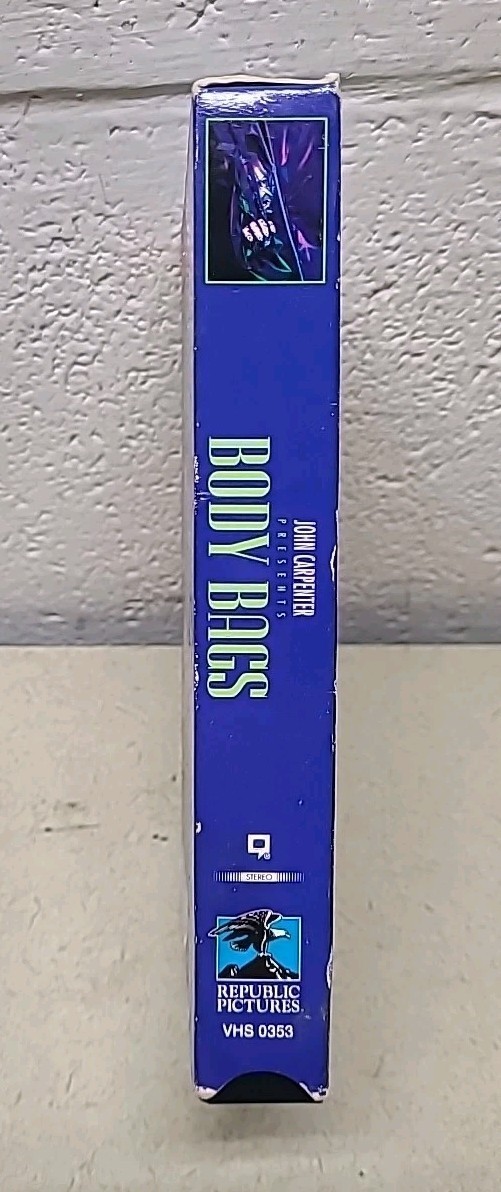 JOHN CARPENTER
PRESENTS
BODY BAGS
STEREO
REPUBLIC
PICTURES
VHS 0353